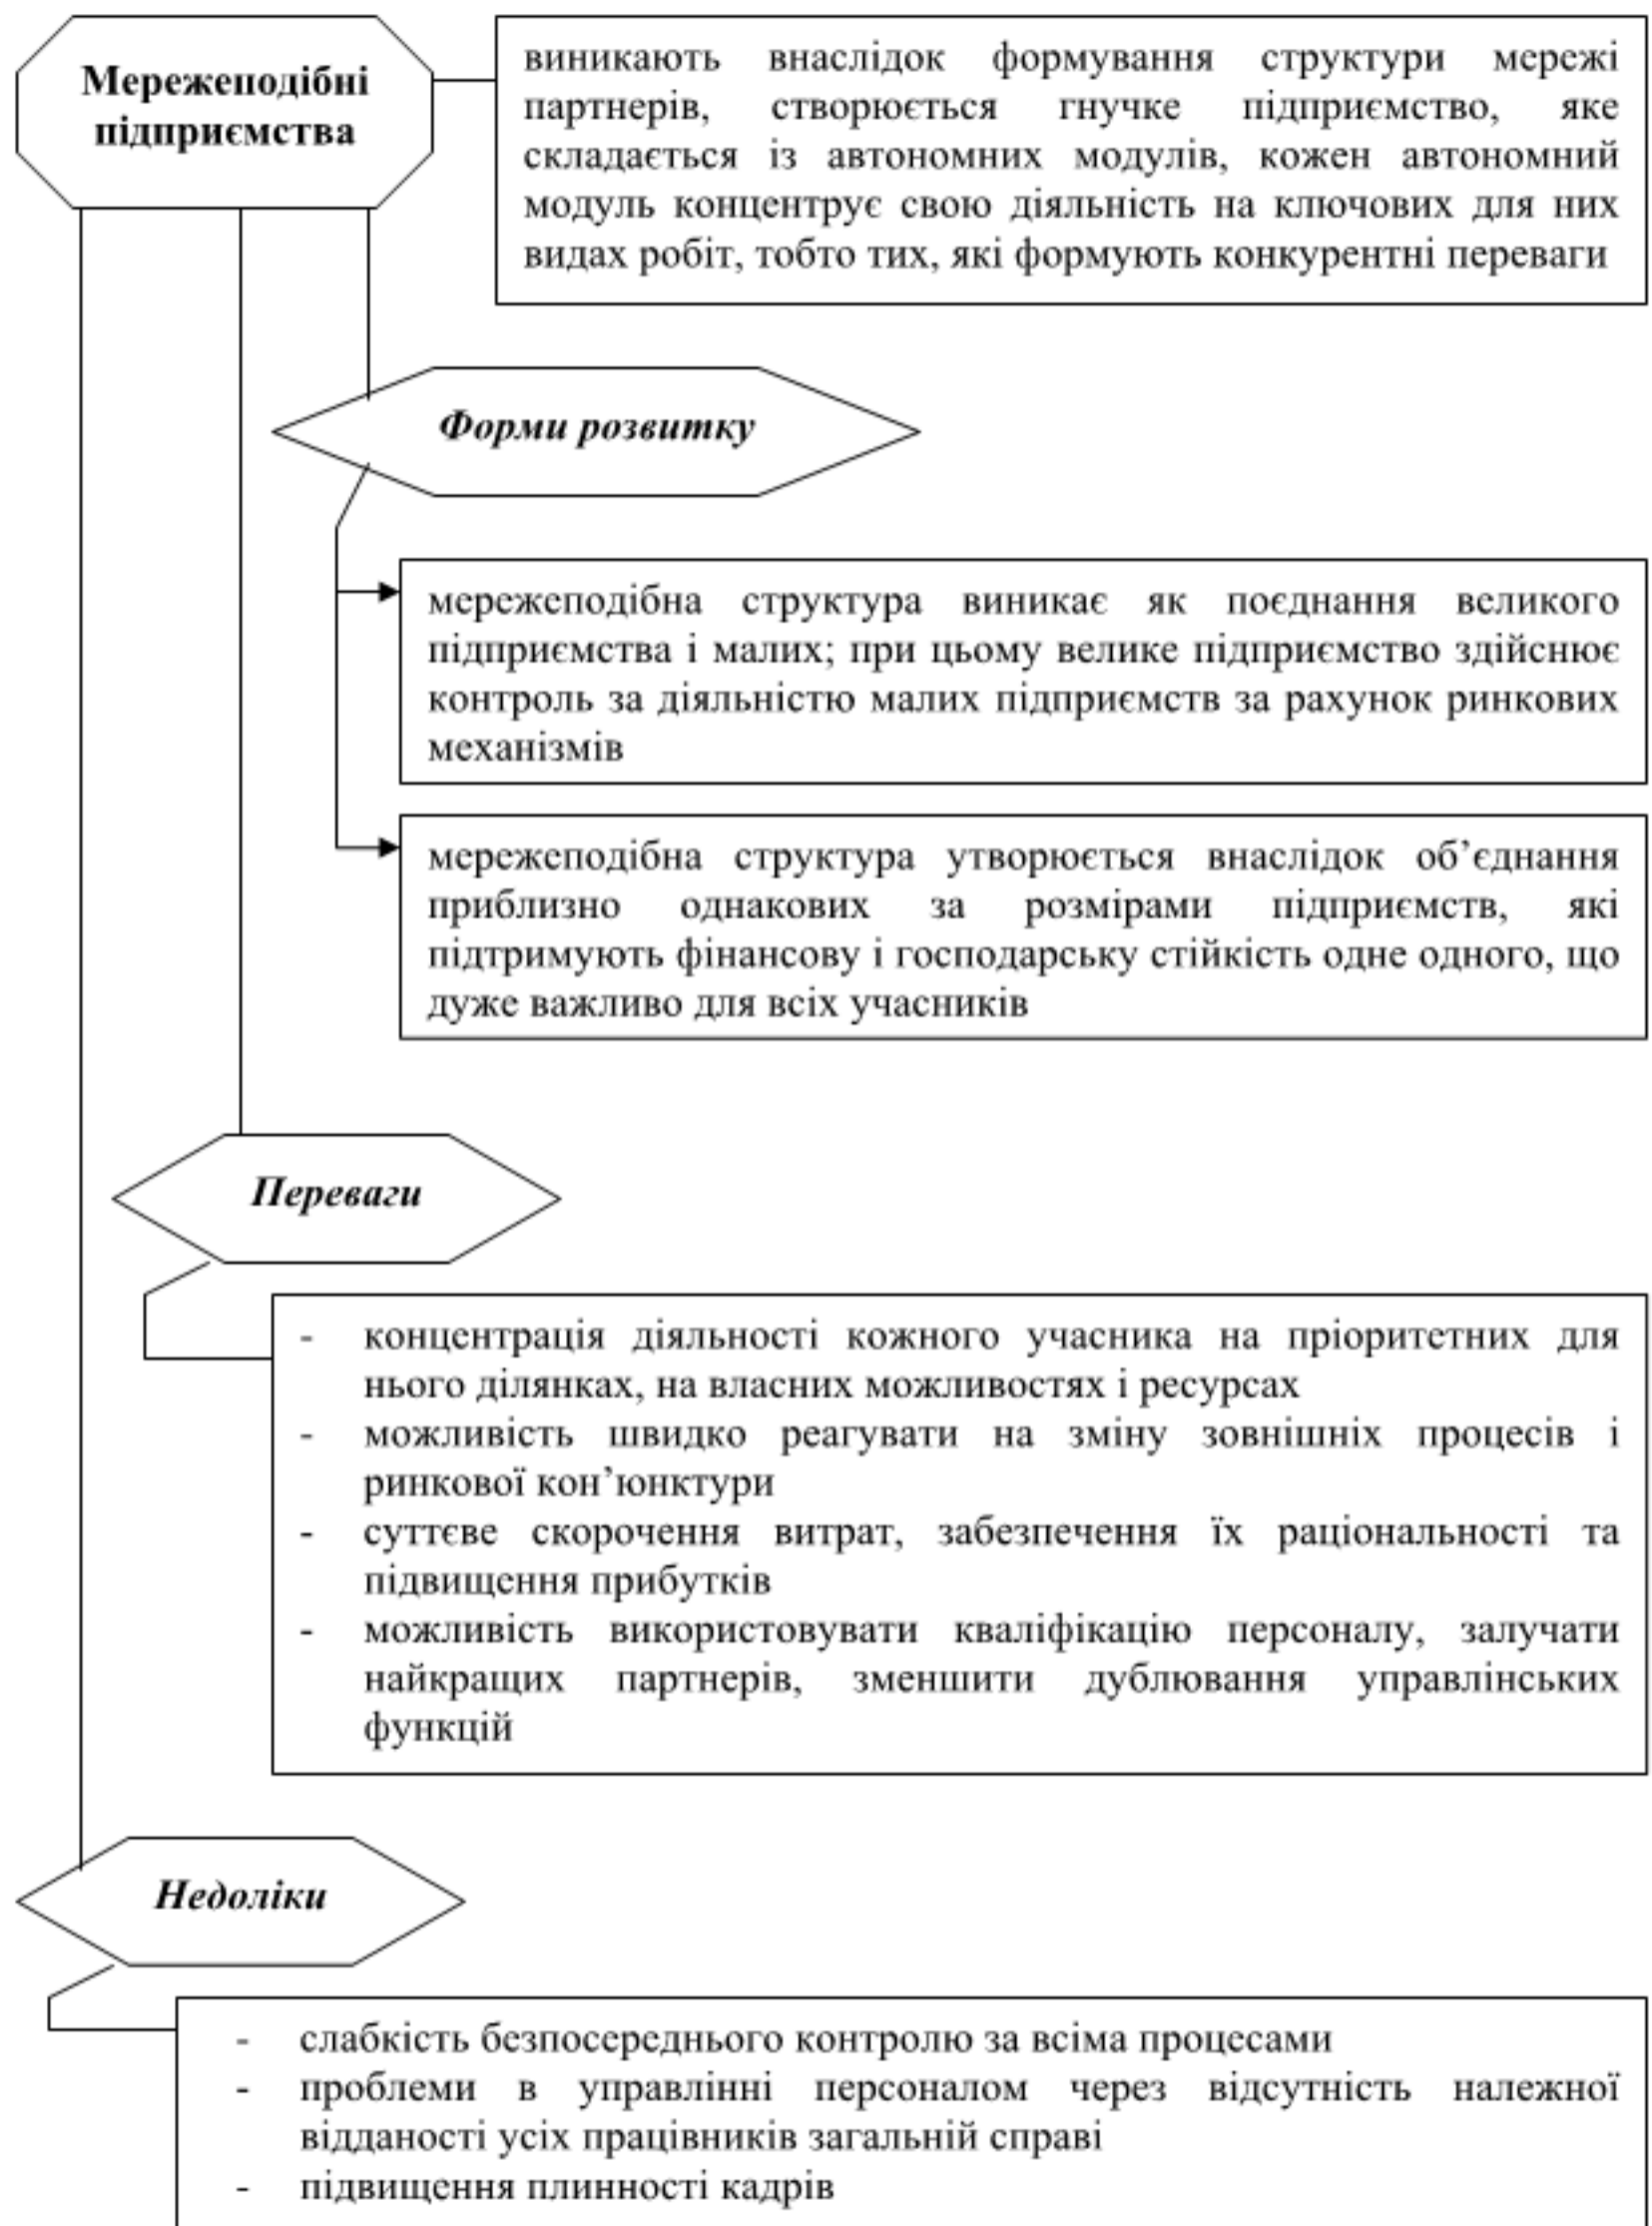 Мережеподібні
підприємства
виникають внаслідок формування структури мережі
партнерів, створюється гнучке підприємство, яке
складається із автономних модулів, кожен автономний
модуль концентрує свою діяльність на ключових для них
видах робіт, тобто тих, які формують конкурентні переваги
Форми розвитку
мережеподібна структура виникає як поєднання великого
підприємства і малих; при цьому велике підприємство здійснює
контроль за діяльністю малих підприємств за рахунок ринкових
механізмів
мережеподібна структура утворюється внаслідок об’єднання
приблизно однакових за розмірами підприємств, які
підтримують фінансову і господарську стійкість одне одного, що
дуже важливо для всіх учасників
Переваги
- концентрація діяльності кожного учасника на пріоритетних для
нього ділянках, на власних можливостях і ресурсах
- можливість швидко реагувати на зміну зовнішніх процесів і
ринкової кон’юнктури
- суттєве скорочення витрат, забезпечення їх раціональності та
підвищення прибутків
- можливість використовувати кваліфікацію персоналу, залучати
найкращих партнерів, зменшити дублювання управлінських
функцій
Недоліки
- слабкість безпосереднього контролю за всіма процесами
- проблеми в управлінні персоналом через відсутність належної
відданості усіх працівників загальній справі
- підвищення плинності кадрів